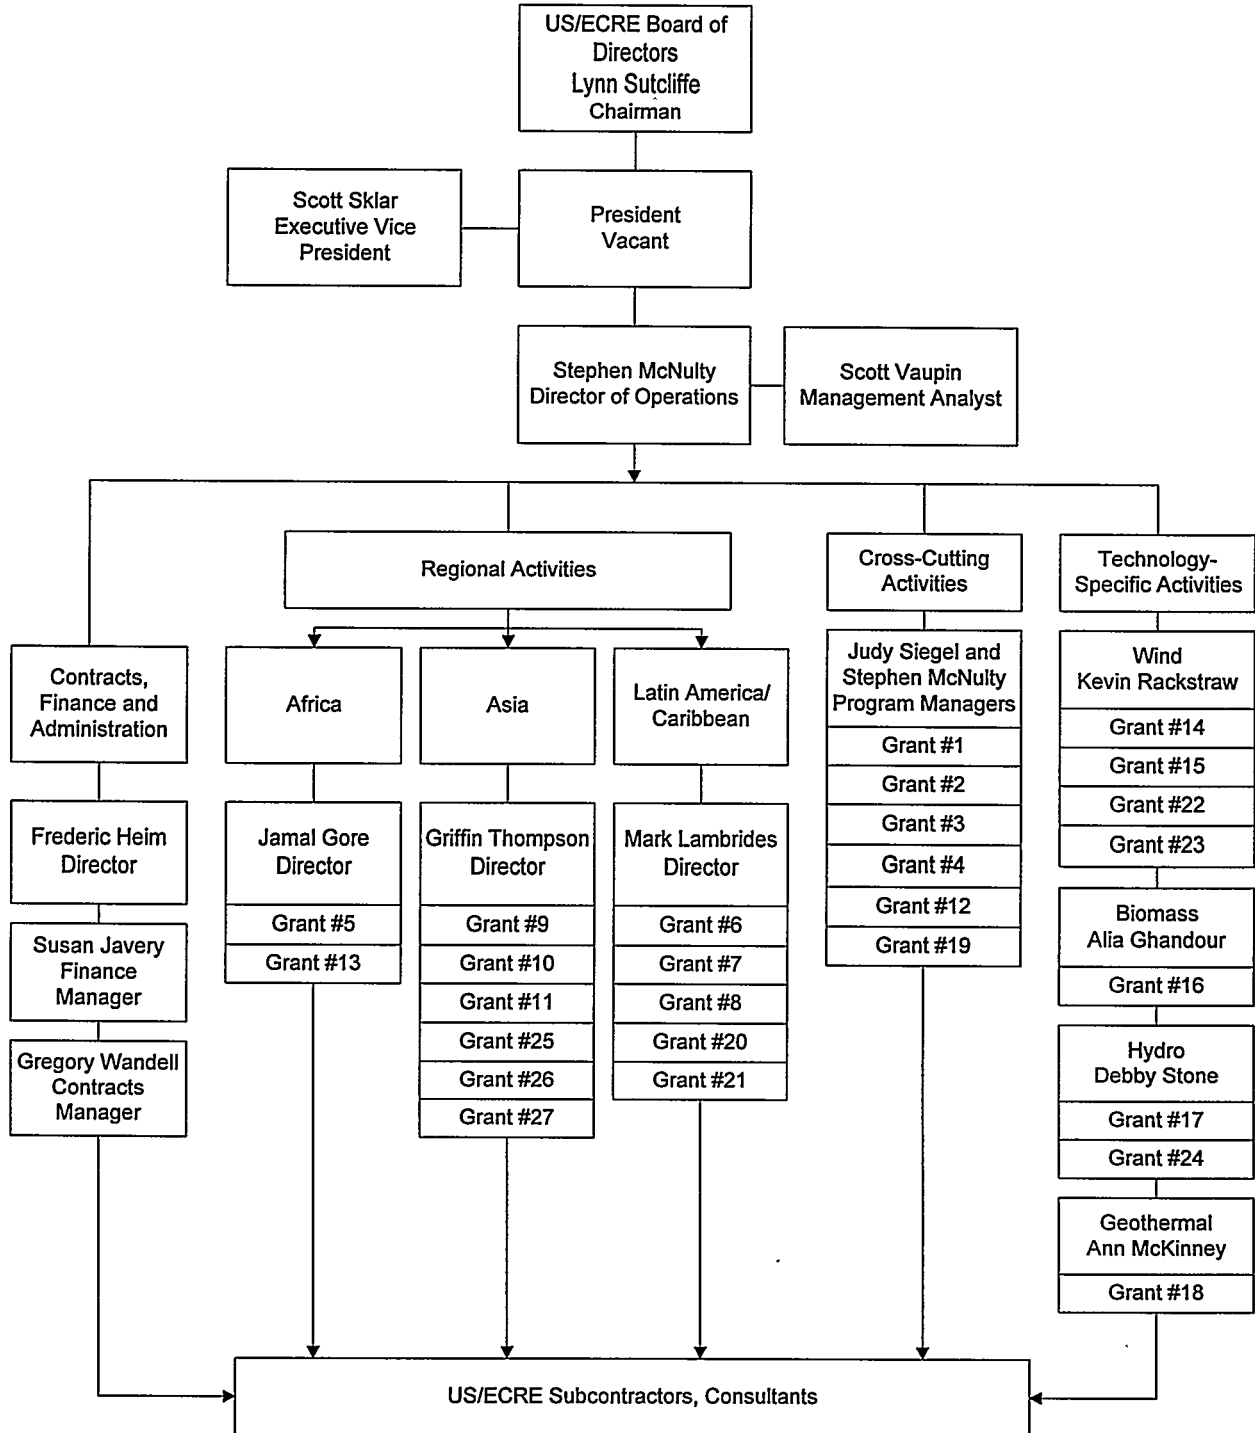 US/ECRE Board of
Directors
Lynn Sutcliffe
Chairman
Scott Sklar
Executive Vice
President
President
Vacant
Stephen McNulty
Director of Operations
Scott Vaupin
Management Analyst
Regional Activities
Cross-Cutting
Activities
Technology-
Specific Activities
Contracts,
Finance and
Administration
Africa
Asia
Latin America/
Caribbean
Judy Siegel and
Stephen McNulty
Program Managers
Grant #1
Grant #2
Grant #3
Grant #4
Grant #12
Grant #19
Wind
Kevin Rackstraw
Grant #14
Grant #15
Grant #22
Grant #23
Frederic Heim
Director
Susan Javery
Finance
Manager
Gregory Wandell
Contracts
Manager
Jamal Gore
Director
Grant #5
Grant #13
Griffin Thompson
Director
Grant #9
Grant #10
Grant #11
Grant #25
Grant #26
Grant #27
Mark Lambrides
Director
Grant #6
Grant #7
Grant #8
Grant #20
Grant #21
Biomass
Alia Ghandour
Grant #16
Hydro
Debby Stone
Grant #17
Grant #24
Geothermal
Ann McKinney
Grant #18
US/ECRE Subcontractors, Consultants